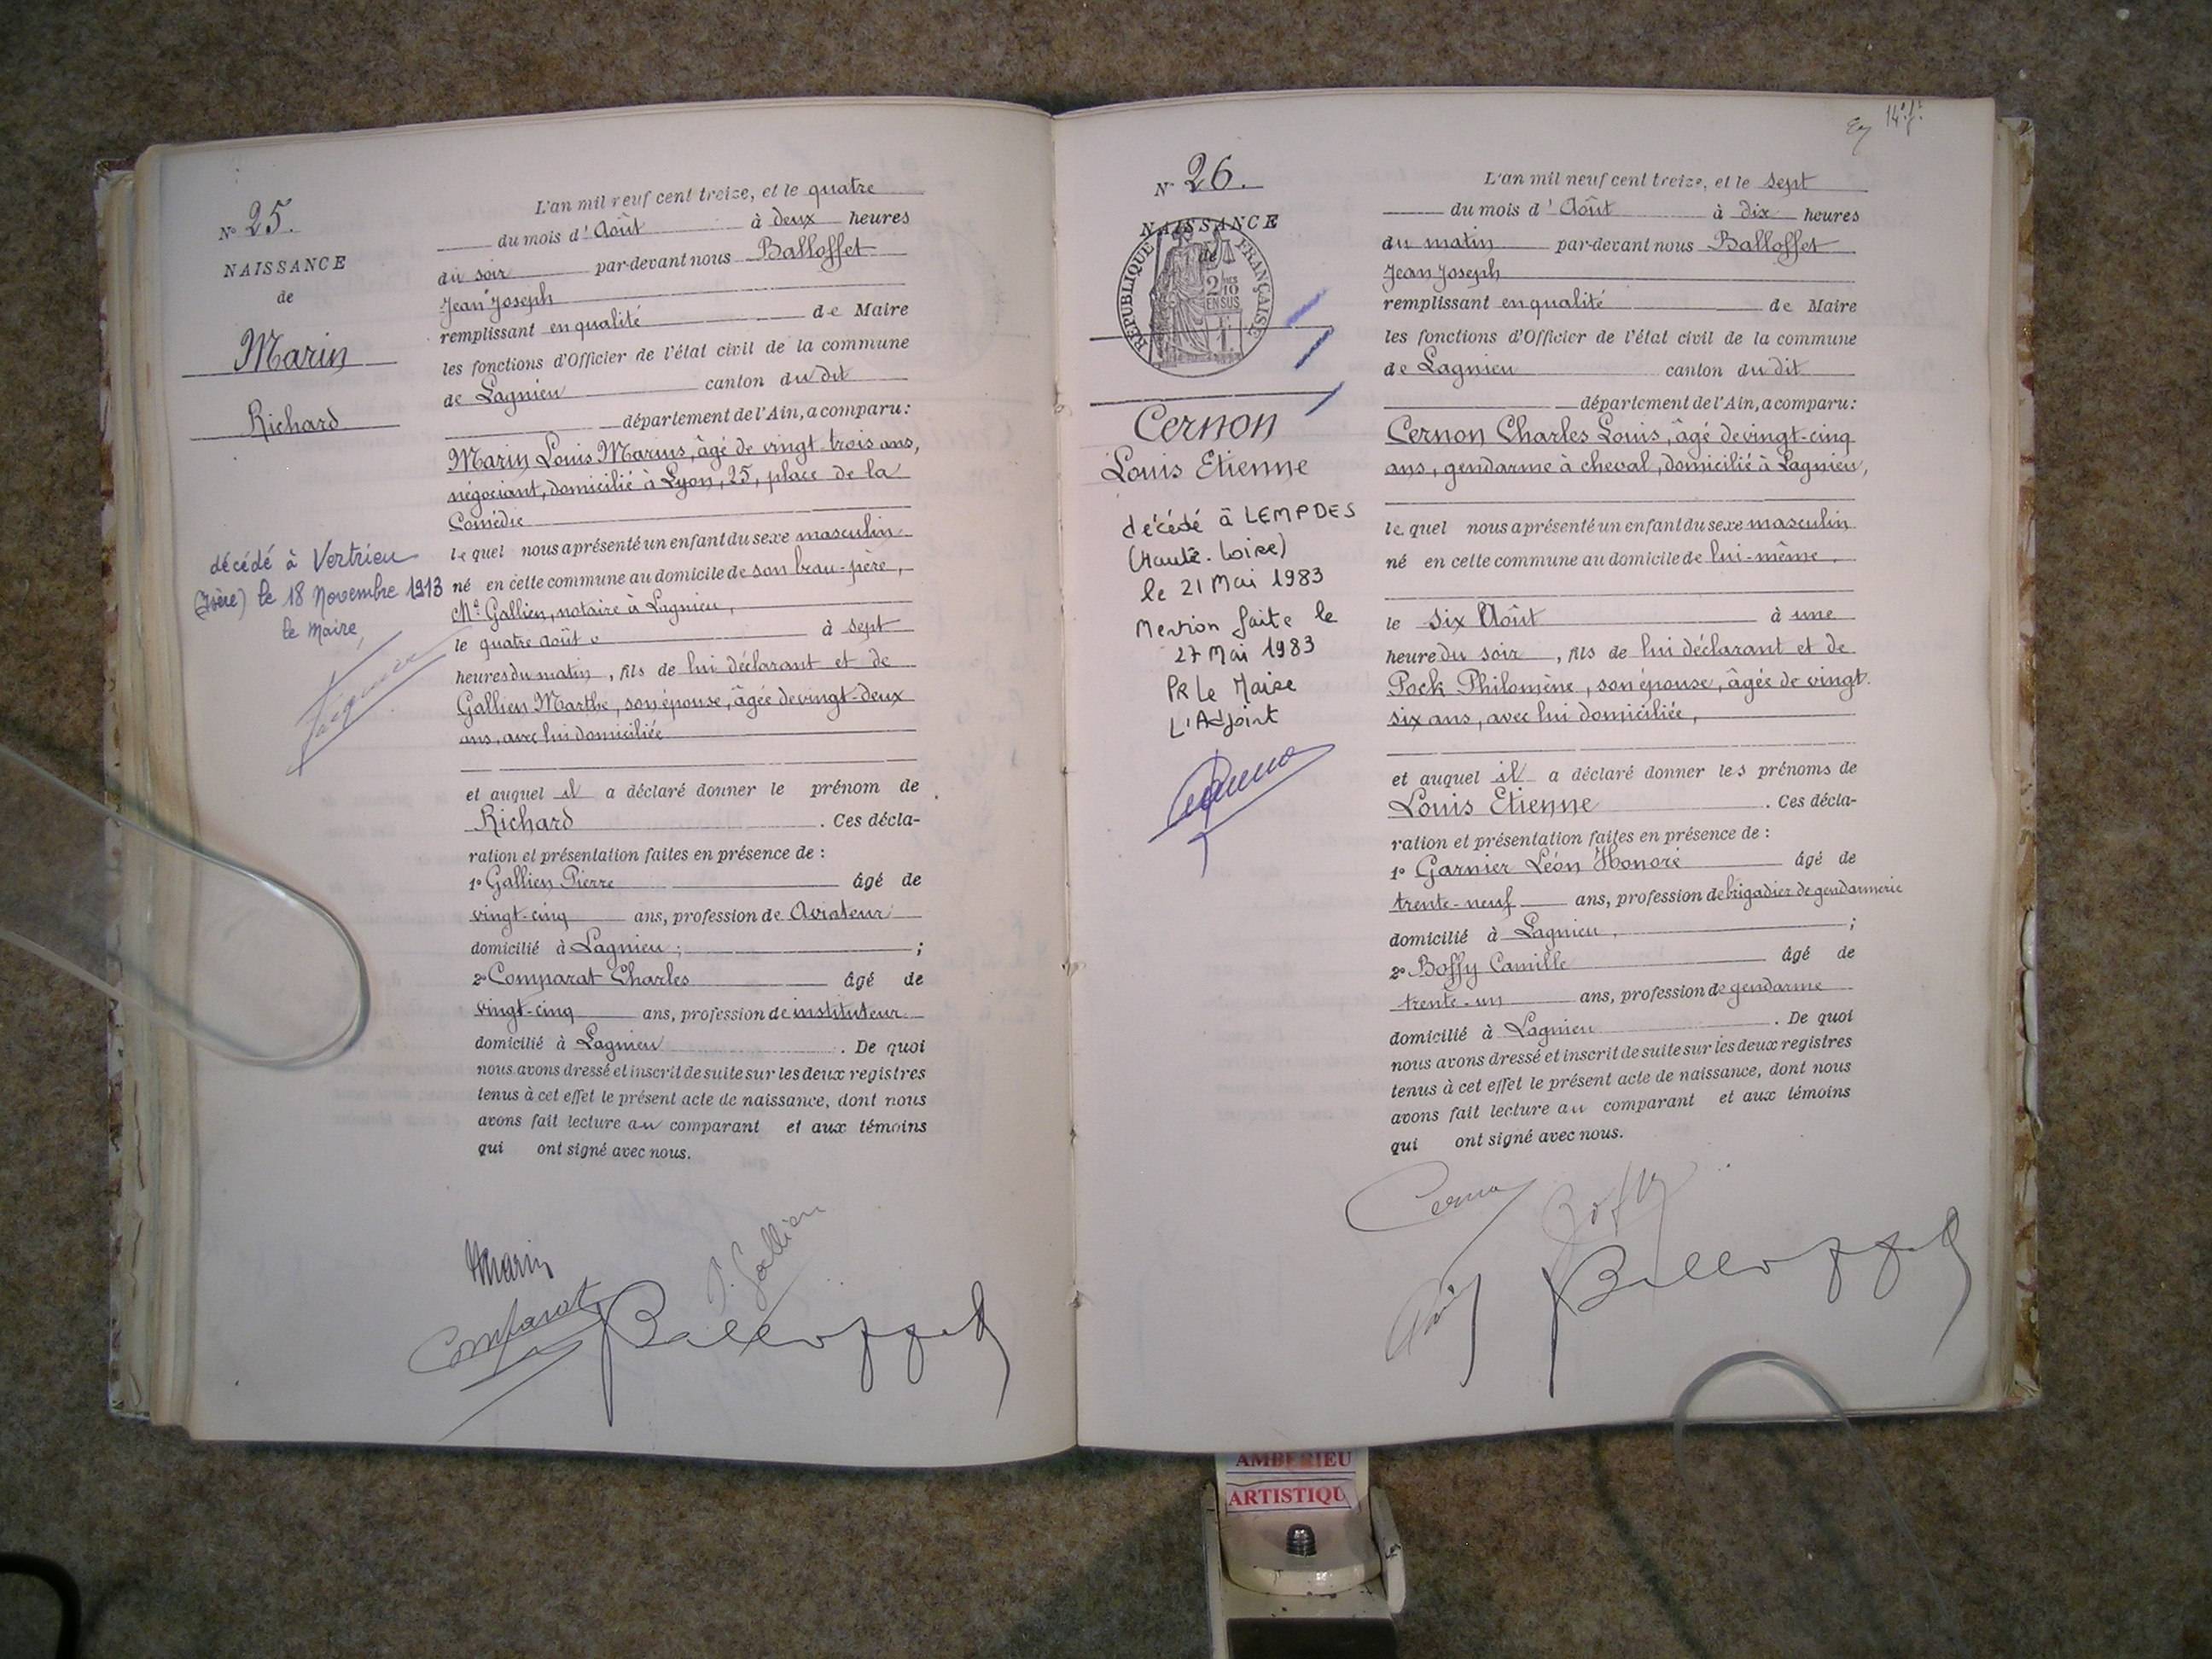 N° 25.
NAISSANCE
de
Marin
Richard
décédé à Vertrieu
(Isère) le 18 Novembre 1913
le Maire,
L'an mil neuf cent treize, et le quatre
du mois d'Août à deux heures
du soir par-devant nous Balloffet
Jean Joseph
remplissant en qualité de Maire
les fonctions d'Officier de l'état civil de la commune
de Lagnieu canton du dit
département de l'Ain, a comparu:
Marin Louis Marius, âgé de vingt-trois ans,
négociant, domicilié à Lyon, 25, place de la
Comédie
le quel nous a présenté un enfant du sexe masculin
né en cette commune au domicile de son beau-père,
Me Gallien, notaire à Lagnieu,
le quatre août à sept
heures du matin, fils de lui déclarant et de
Gallien Marthe, son épouse, âgée de vingt-deux
ans, avec lui domiciliée
et auquel il a déclaré donner le prénom de
Richard. Ces décla-
ration et présentation faites en présence de :
1° Gallien Pierre âgé de
vingt-cinq ans, profession de Aviateur
domicilié à Lagnieu ; ;
2° Comparat Charles âgé de
vingt-cinq ans, profession de instituteur
domicilié à Lagnieu. De quoi
nous avons dressé et inscrit de suite sur les deux registres
tenus à cet effet le présent acte de naissance, dont nous
avons fait lecture au comparant et aux témoins
qui ont signé avec nous.
Marin
P. Gallien
Comparat
Balloffet
14e f.
N° 26.
NAISSANCE
de
REPUBLIQUE FRANÇAISE
2/10 EN SUS
Cernon
Louis Etienne
décédé à LEMPDES
(Haute-Loire)
le 21 Mai 1983
Mention faite le
27 Mai 1983
PR Le Maire
L'Adjoint
L'an mil neuf cent treize, et le sept
du mois d'Août à dix heures
du matin par-devant nous Balloffet
Jean Joseph
remplissant en qualité de Maire
les fonctions d'Officier de l'état civil de la commune
de Lagnieu canton du dit
département de l'Ain, a comparu:
Cernon Charles Louis, âgé de vingt-cinq
ans, gendarme à cheval, domicilié à Lagnieu,
le quel nous a présenté un enfant du sexe masculin
né en cette commune au domicile de lui-même,
le six Août à une
heure du soir, fils de lui déclarant et de
Pock Philomène, son épouse, âgée de vingt-
six ans, avec lui domiciliée,
et auquel il a déclaré donner les prénoms de
Louis Etienne. Ces décla-
ration et présentation faites en présence de :
1° Garnier Léon Honoré âgé de
trente-neuf ans, profession de brigadier de gendarmerie
domicilié à Lagnieu, ;
2° Boffy Camille âgé de
trente-un ans, profession de gendarme
domicilié à Lagnieu. De quoi
nous avons dressé et inscrit de suite sur les deux registres
tenus à cet effet le présent acte de naissance, dont nous
avons fait lecture au comparant et aux témoins
qui ont signé avec nous.
Cernon
Boffy
Balloffet
AMBERIEU
ARTISTIQU